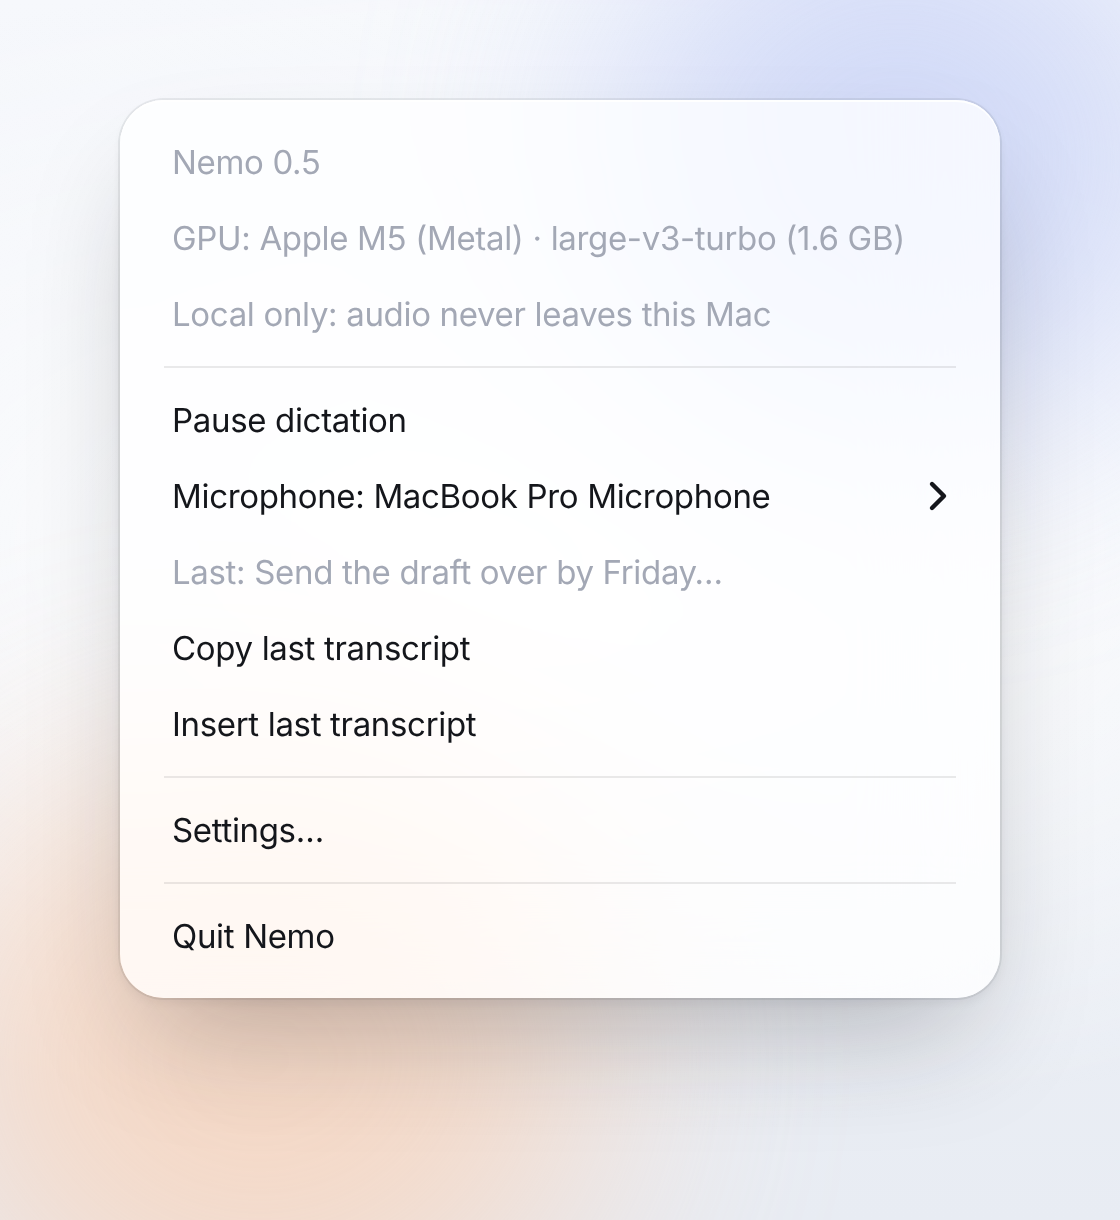 Nemo 0.5
GPU: Apple M5 (Metal) · large-v3-turbo (1.6 GB)
Local only: audio never leaves this Mac
Pause dictation
Microphone: MacBook Pro Microphone
Last: Send the draft over by Friday...
Copy last transcript
Insert last transcript
Settings...
Quit Nemo